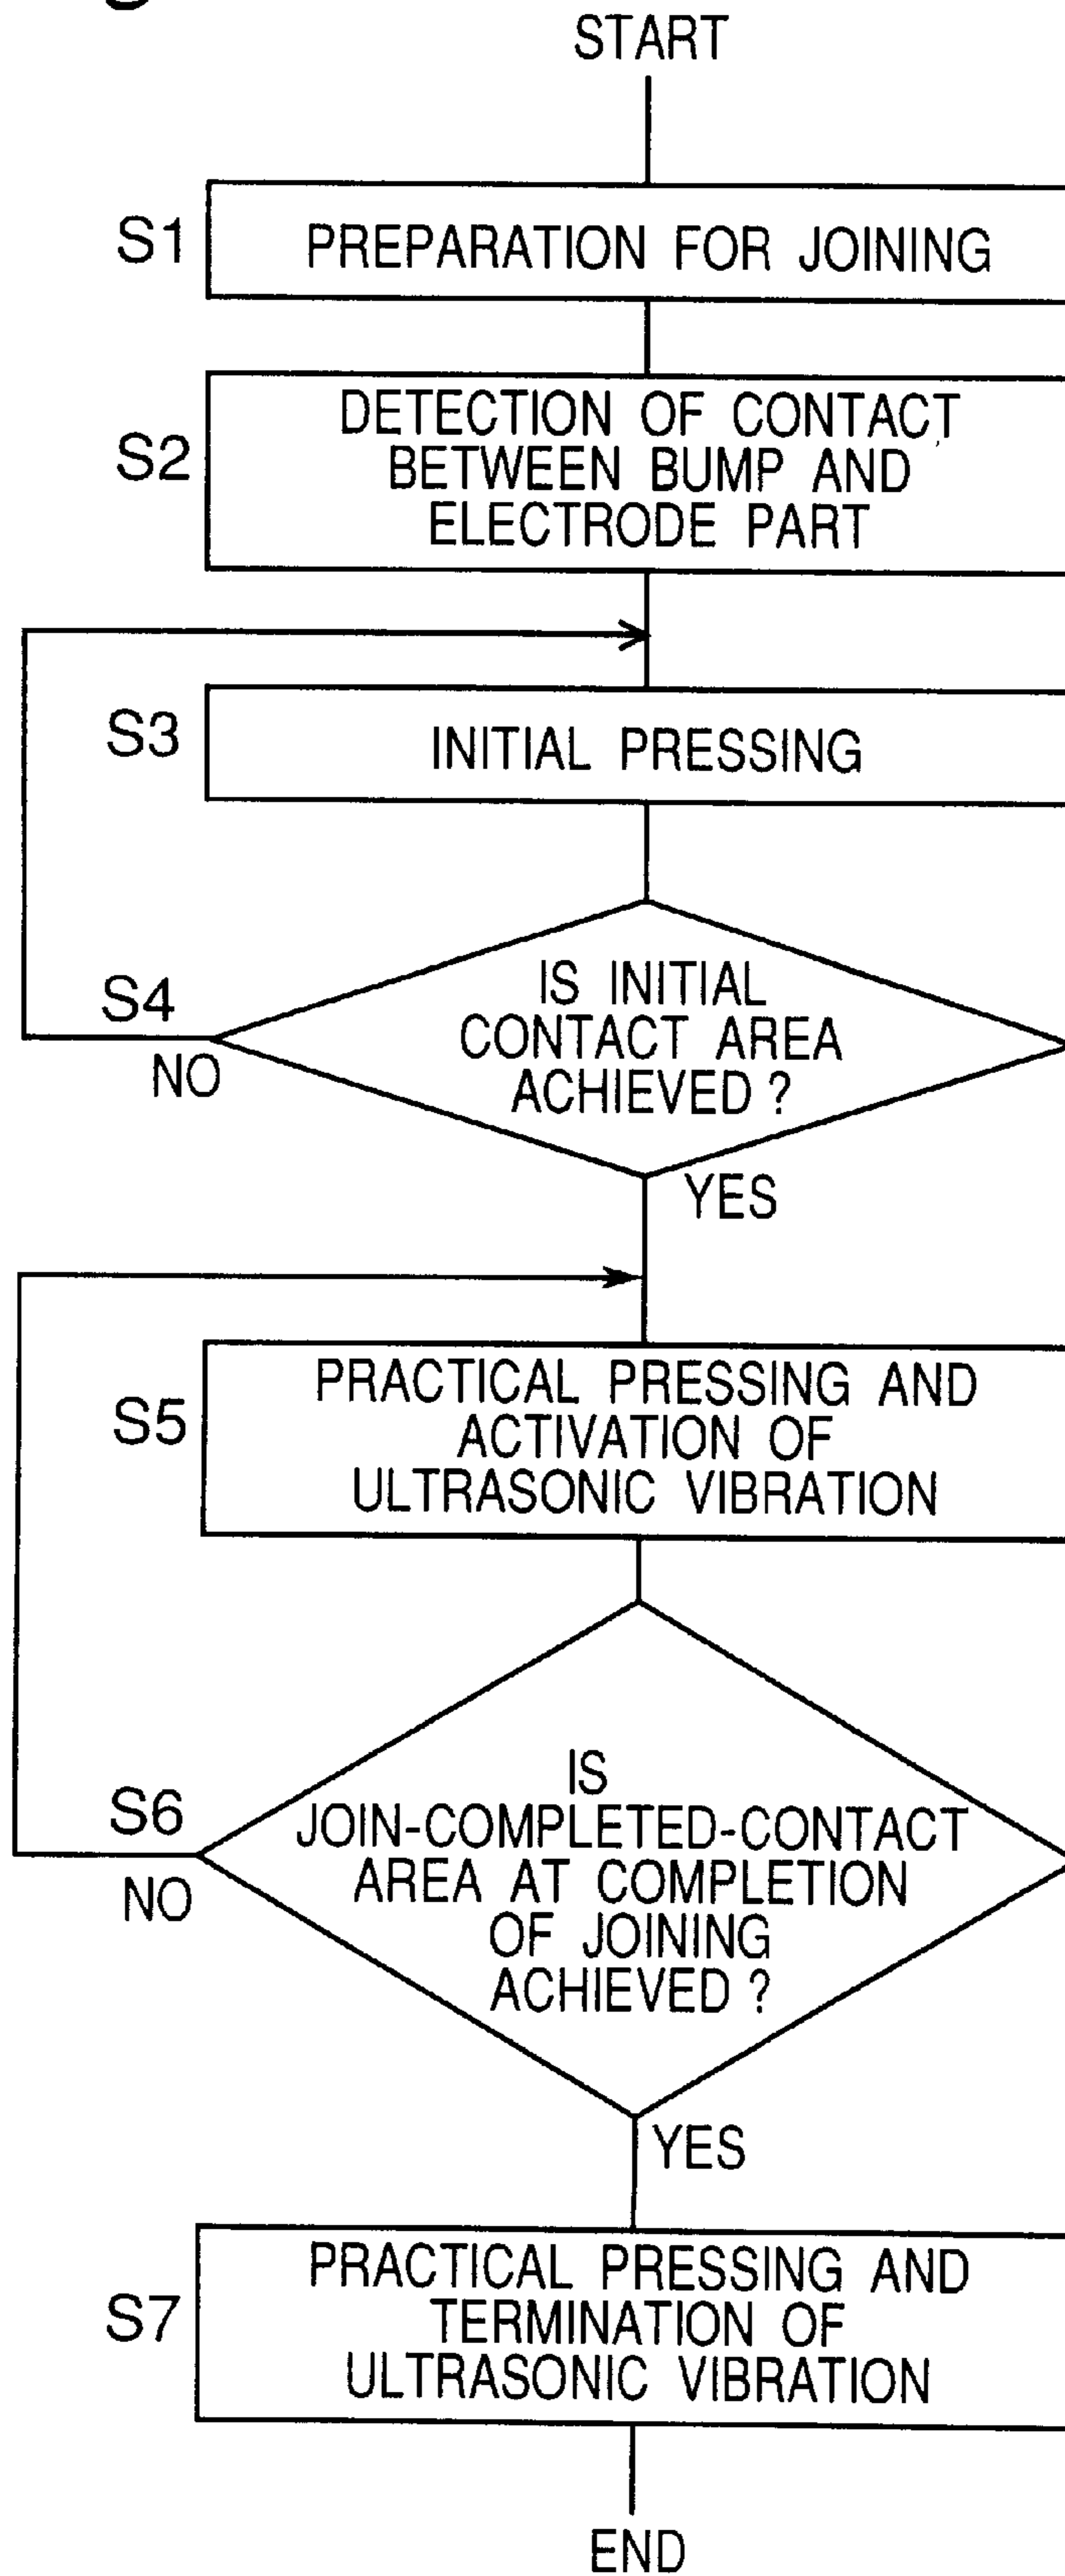 START
S1
PREPARATION FOR JOINING
S2
DETECTION OF CONTACT
BETWEEN BUMP AND
ELECTRODE PART
S3
INITIAL PRESSING
S4
IS INITIAL
CONTACT AREA
ACHIEVED ?
NO
YES
S5
PRACTICAL PRESSING AND
ACTIVATION OF
ULTRASONIC VIBRATION
S6
IS
JOIN-COMPLETED-CONTACT
AREA AT COMPLETION
OF JOINING
ACHIEVED ?
NO
YES
S7
PRACTICAL PRESSING AND
TERMINATION OF
ULTRASONIC VIBRATION
END